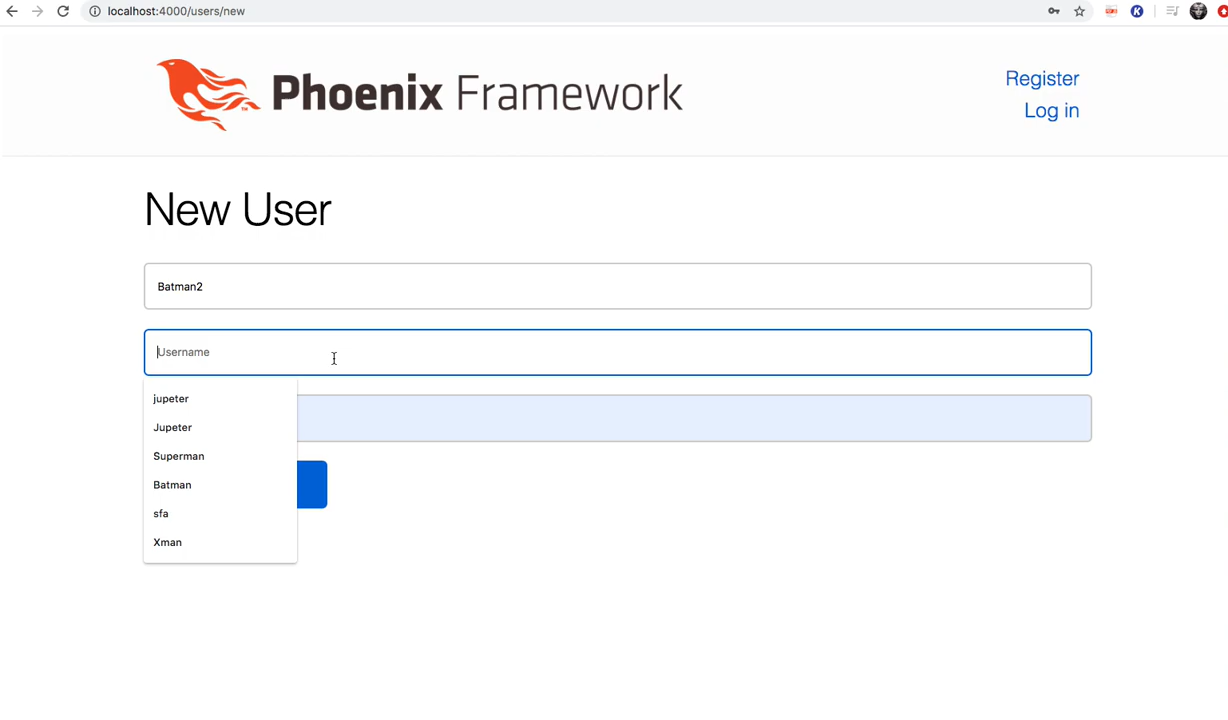 localhost:4000/users/new
Phoenix Framework
Register
Log in
New User
Batman2
Username
jupeter
Jupeter
Superman
Batman
sfa
Xman